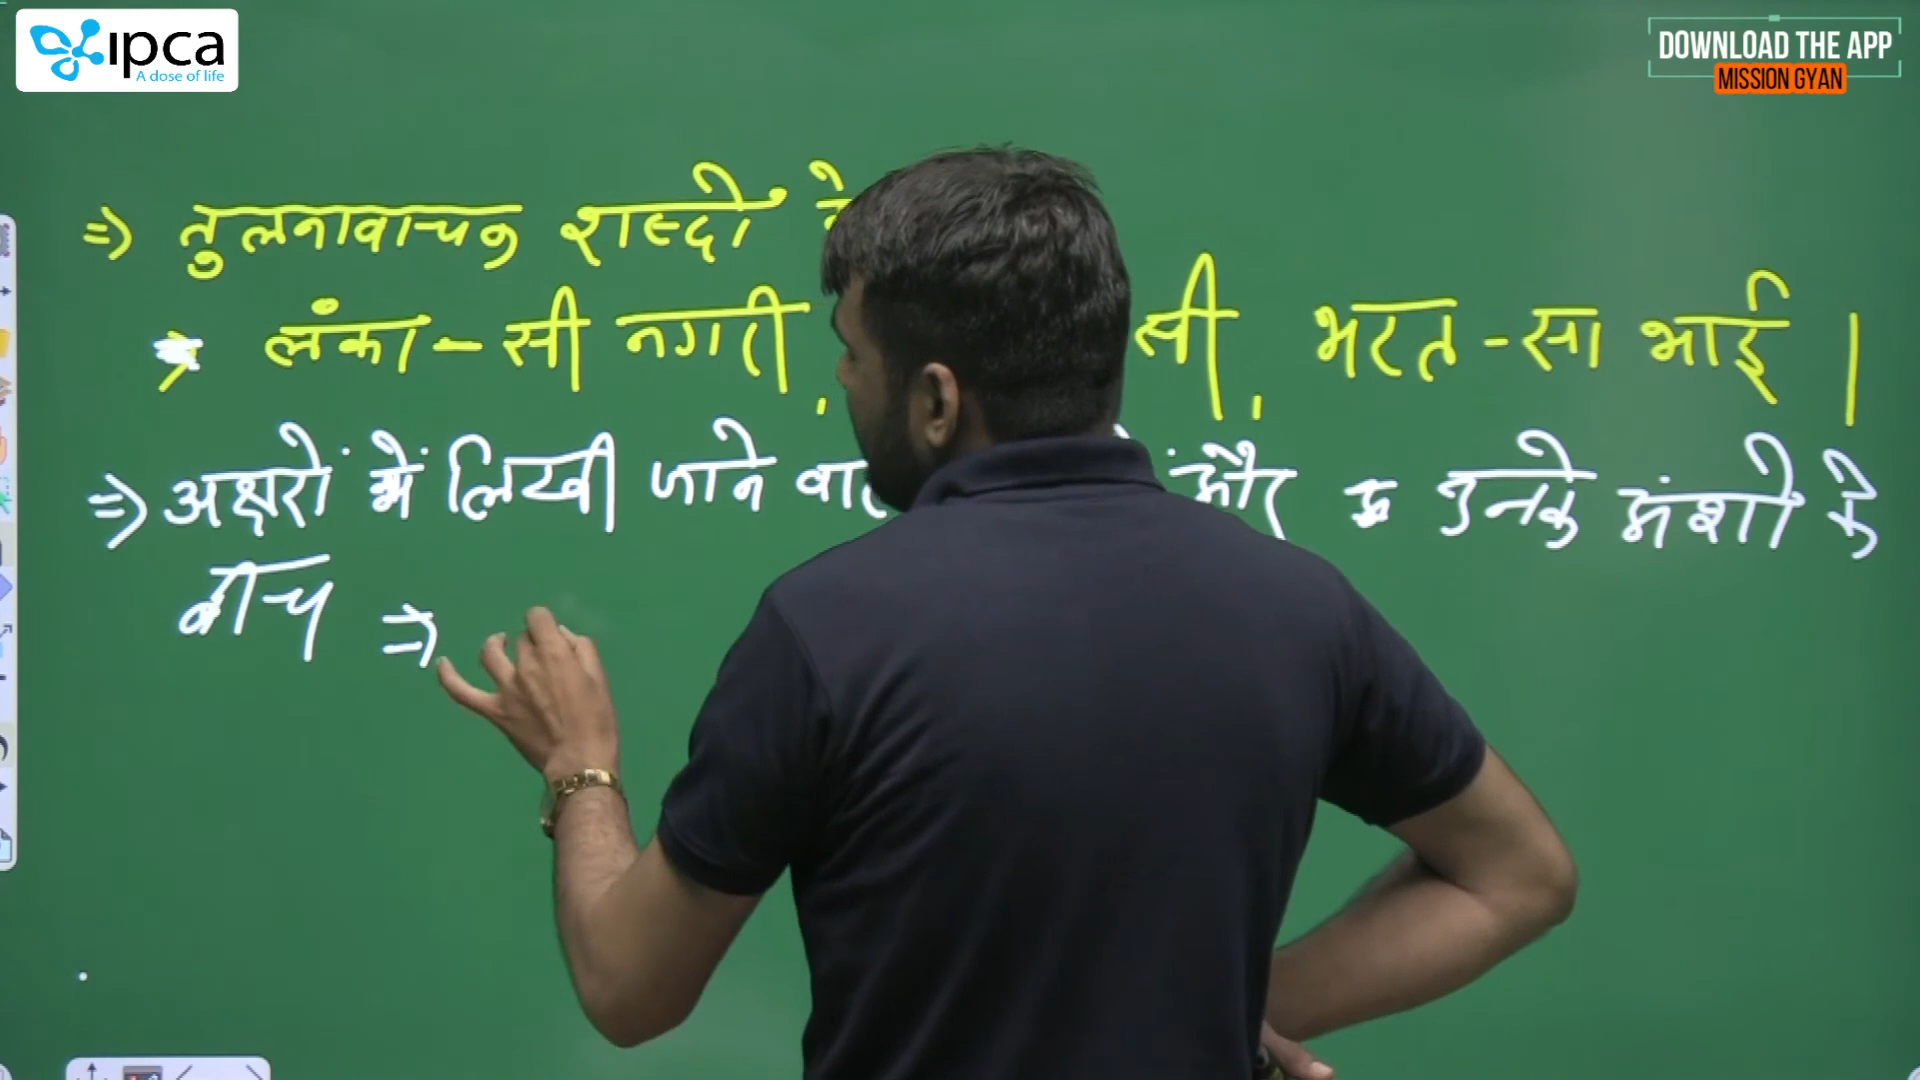 ipca
A dose of life
DOWNLOAD THE APP
MISSION GYAN
⇒ तुलनावाचक शब्दों
लंका - सी नगरी, सी, भरत - सा भाई।
⇒ अक्षरों में लिखी जाने और उनके अंशों के
बीच ⇒